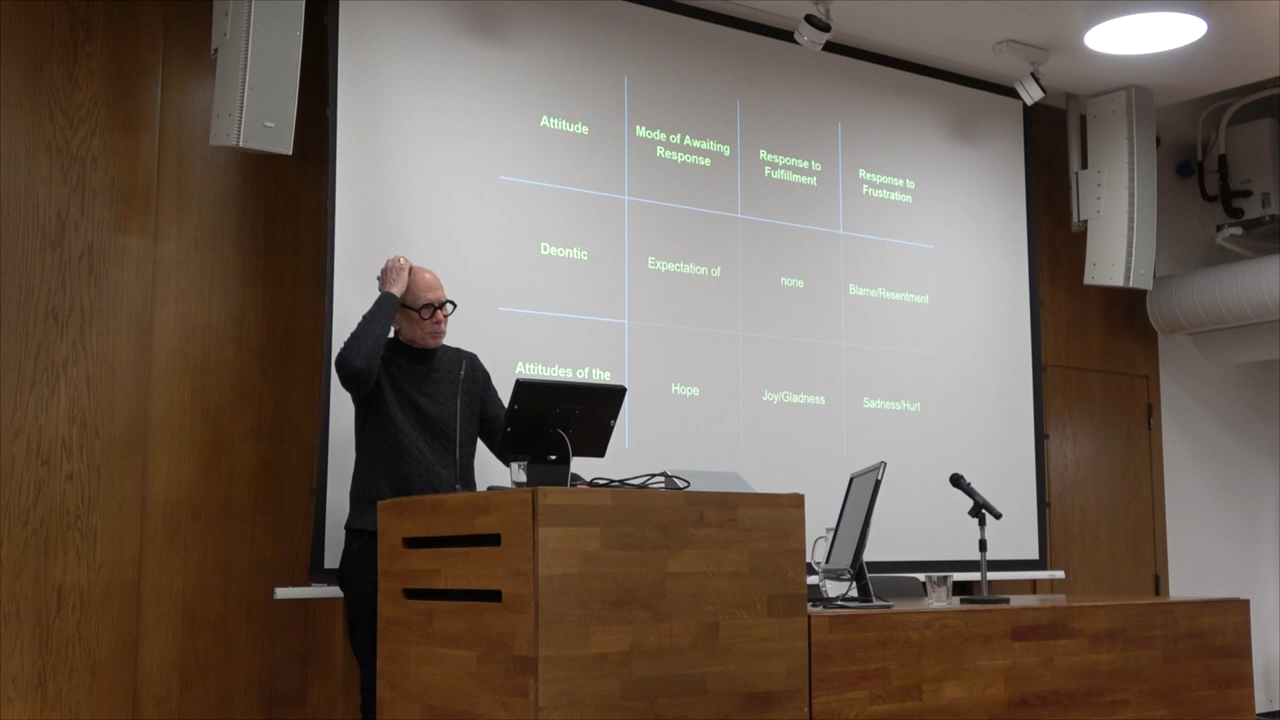 Attitude
Mode of Awaiting
Response
Response to
Fulfillment
Response to
Frustration
Deontic
Expectation of
none
Blame/Resentment
Attitudes of the
Hope
Joy/Gladness
Sadness/Hurt